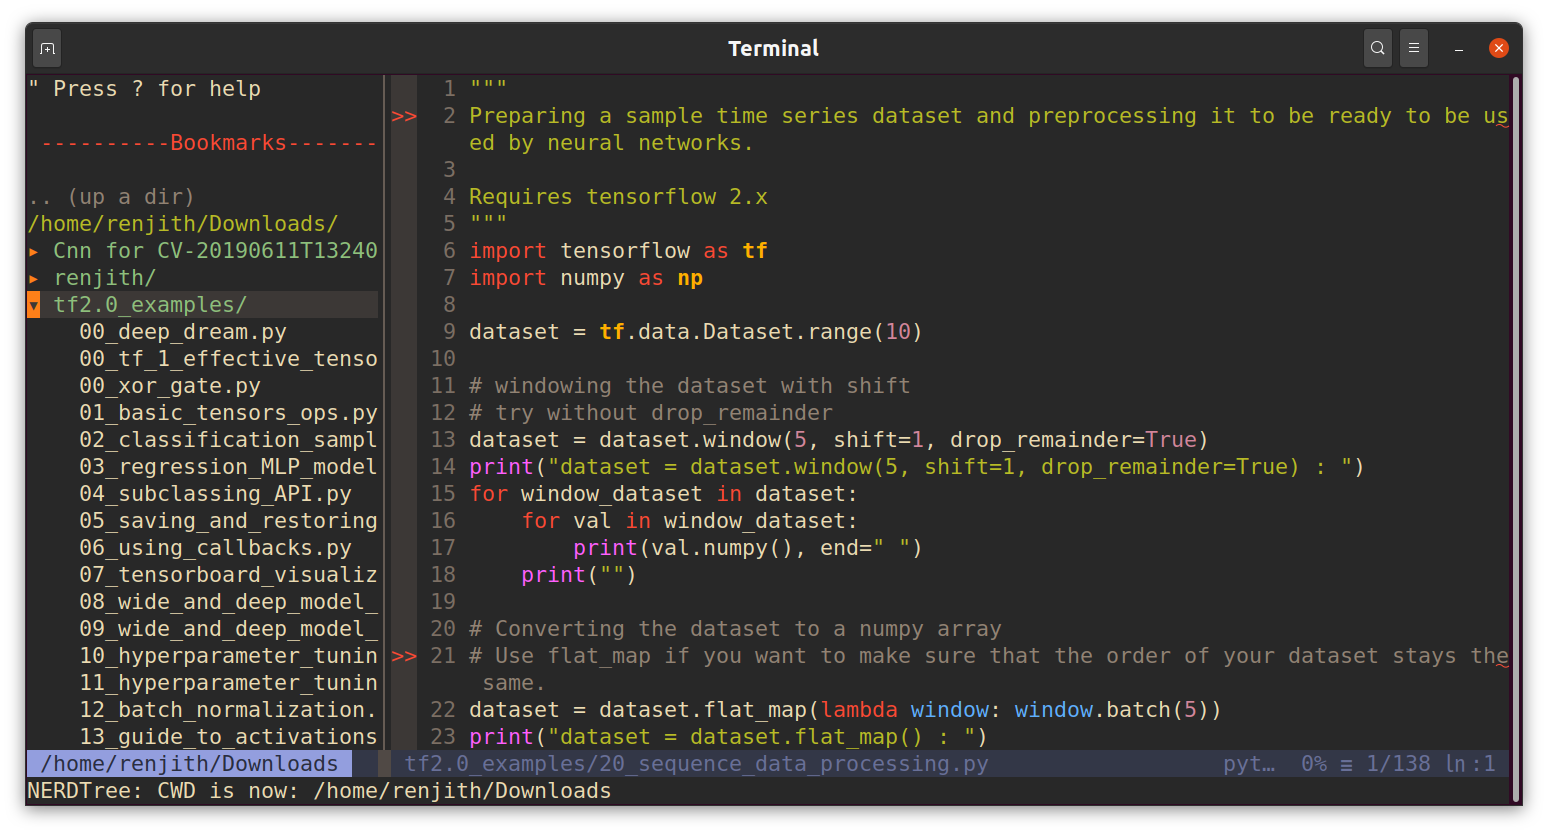 Terminal
" Press ? for help
----------Bookmarks-------
.. (up a dir)
/home/renjith/Downloads/
▸ Cnn for CV-20190611T13240
▸ renjith/
▾ tf2.0_examples/
00_deep_dream.py
00_tf_1_effective_tenso
00_xor_gate.py
01_basic_tensors_ops.py
02_classification_sampl
03_regression_MLP_model
04_subclassing_API.py
05_saving_and_restoring
06_using_callbacks.py
07_tensorboard_visualiz
08_wide_and_deep_model_
09_wide_and_deep_model_
10_hyperparameter_tunin
11_hyperparameter_tunin
12_batch_normalization.
13_guide_to_activations
1 """
>> 2 Preparing a sample time series dataset and preprocessing it to be ready to be us
ed by neural networks.
3
4 Requires tensorflow 2.x
5 """
6 import tensorflow as tf
7 import numpy as np
8
9 dataset = tf.data.Dataset.range(10)
10
11 # windowing the dataset with shift
12 # try without drop_remainder
13 dataset = dataset.window(5, shift=1, drop_remainder=True)
14 print("dataset = dataset.window(5, shift=1, drop_remainder=True) : ")
15 for window_dataset in dataset:
16     for val in window_dataset:
17         print(val.numpy(), end=" ")
18     print("")
19
20 # Converting the dataset to a numpy array
>> 21 # Use flat_map if you want to make sure that the order of your dataset stays the
same.
22 dataset = dataset.flat_map(lambda window: window.batch(5))
23 print("dataset = dataset.flat_map() : ")
/home/renjith/Downloads
tf2.0_examples/20_sequence_data_processing.py pyt… 0% ≡ 1/138 ln:1
NERDTree: CWD is now: /home/renjith/Downloads